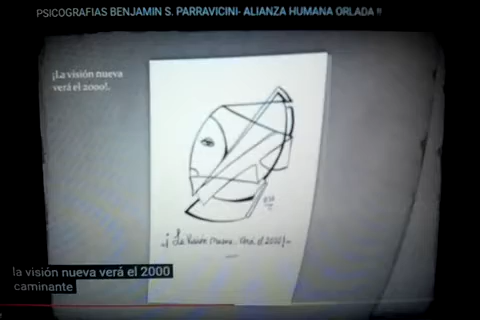 PSICOGRAFIAS BENJAMIN S. PARRAVICINI- ALIANZA HUMANA ORLADA !!
¡La visión nueva
verá el 2000!.
¡La Visión nueva. Verá el 2000!-
la visión nueva verá el 2000
caminante